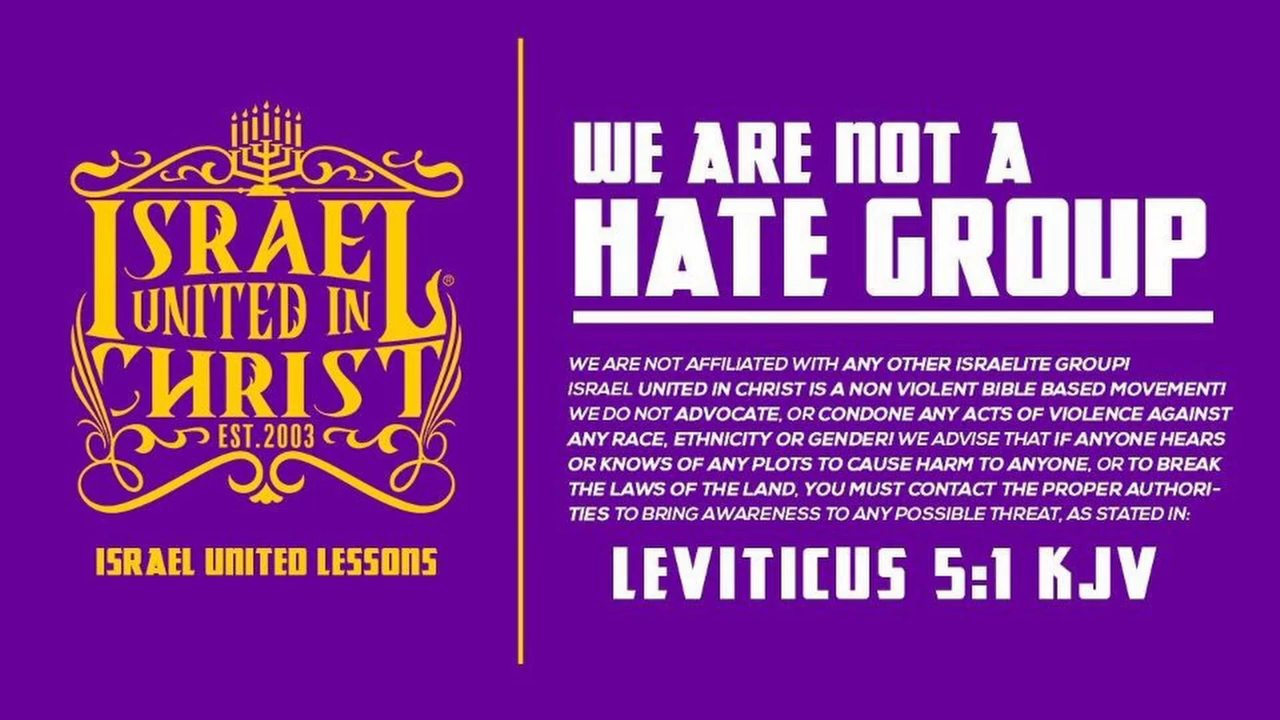 ISRAEL
UNITED IN
CHRIST
EST.2003
ISRAEL UNITED LESSONS
WE ARE NOT A
HATE GROUP
WE ARE NOT AFFILIATED WITH ANY OTHER ISRAELITE GROUP!
ISRAEL UNITED IN CHRIST IS A NON VIOLENT BIBLE BASED MOVEMENT!
WE DO NOT ADVOCATE, OR CONDONE ANY ACTS OF VIOLENCE AGAINST
ANY RACE, ETHNICITY OR GENDER! WE ADVISE THAT IF ANYONE HEARS
OR KNOWS OF ANY PLOTS TO CAUSE HARM TO ANYONE, OR TO BREAK
THE LAWS OF THE LAND, YOU MUST CONTACT THE PROPER AUTHORI-
TIES TO BRING AWARENESS TO ANY POSSIBLE THREAT, AS STATED IN:
LEVITICUS 5:1 KJV